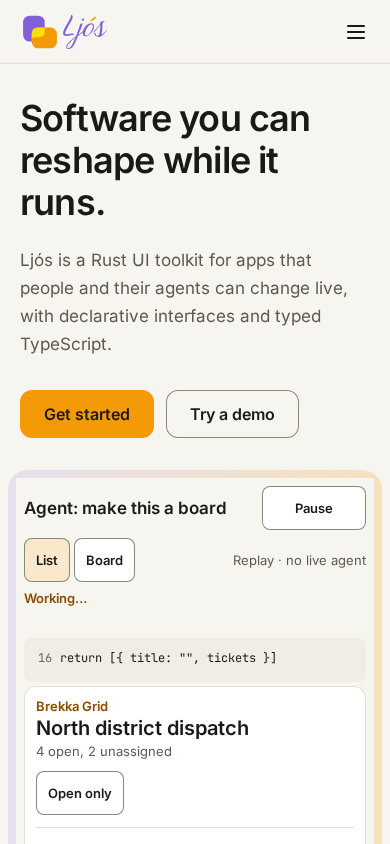 Ljós
Software you can
reshape while it
runs.
Ljós is a Rust UI toolkit for apps that
people and their agents can change live,
with declarative interfaces and typed
TypeScript.
Get started
Try a demo
Agent: make this a board
Pause
List
Board
Replay · no live agent
Working…
16 return [{ title: "", tickets }]
Brekka Grid
North district dispatch
4 open, 2 unassigned
Open only